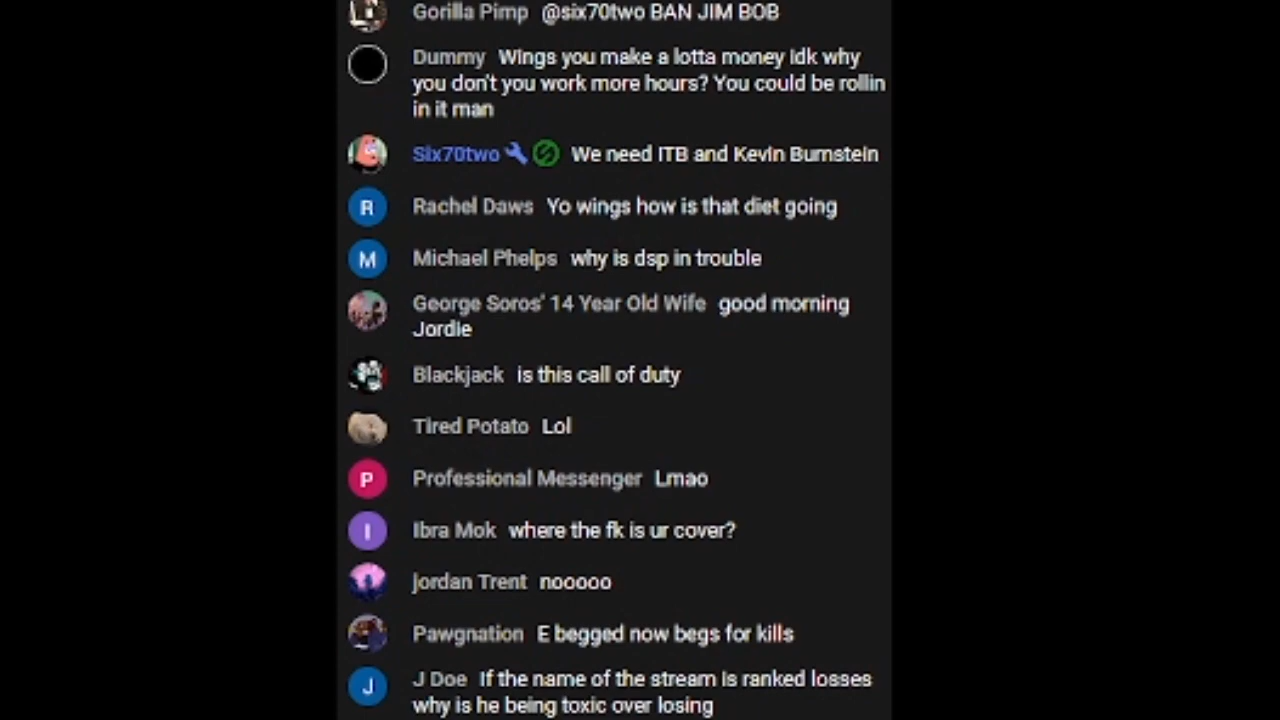 Gorilla Pimp @six70two BAN JIM BOB
Dummy Wings you make a lotta money idk why
you don't you work more hours? You could be rollin
in it man
Six70two We need ITB and Kevin Burnstein
R Rachel Daws Yo wings how is that diet going
M Michael Phelps why is dsp in trouble
George Soros' 14 Year Old Wife good morning
Jordie
Blackjack is this call of duty
Tired Potato Lol
P Professional Messenger Lmao
I Ibra Mok where the fk is ur cover?
jordan Trent nooooo
Pawgnation E begged now begs for kills
J J Doe If the name of the stream is ranked losses
why is he being toxic over losing